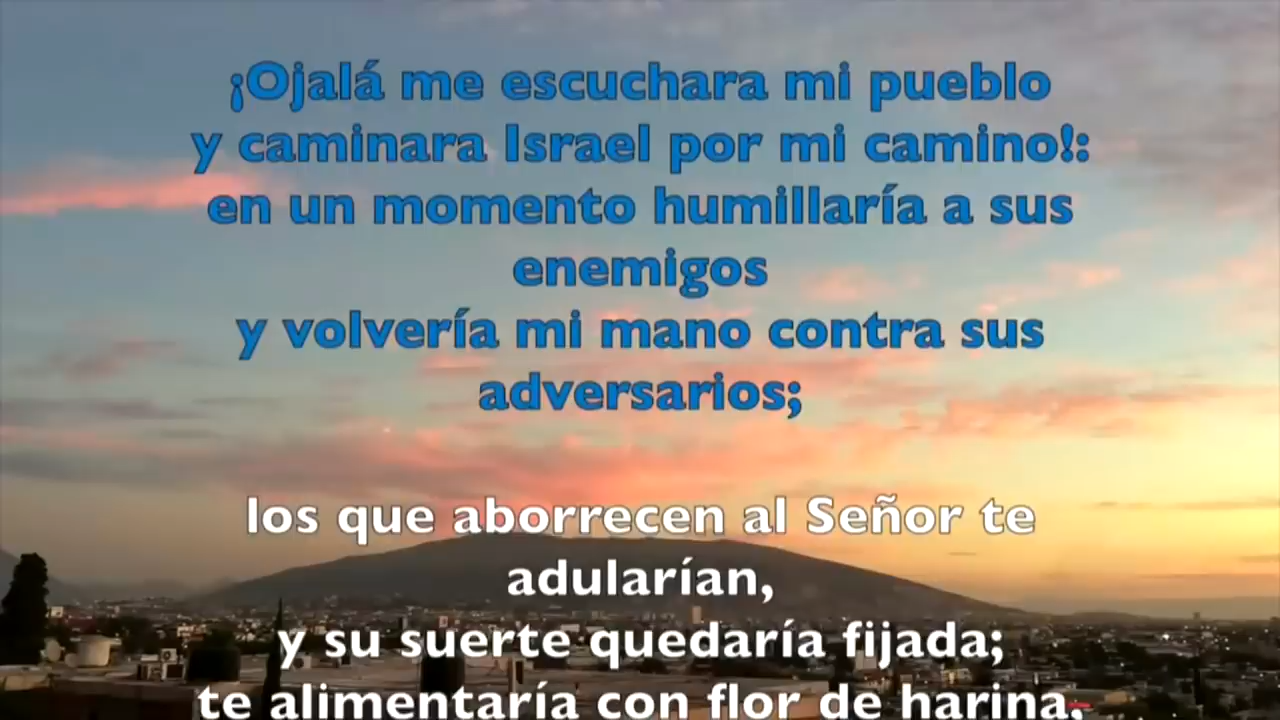 ¡Ojalá me escuchara mi pueblo
y caminara Israel por mi camino!:
en un momento humillaría a sus
enemigos
y volvería mi mano contra sus
adversarios;
los que aborrecen al Señor te
adularían,
y su suerte quedaría fijada;
te alimentaría con flor de harina,